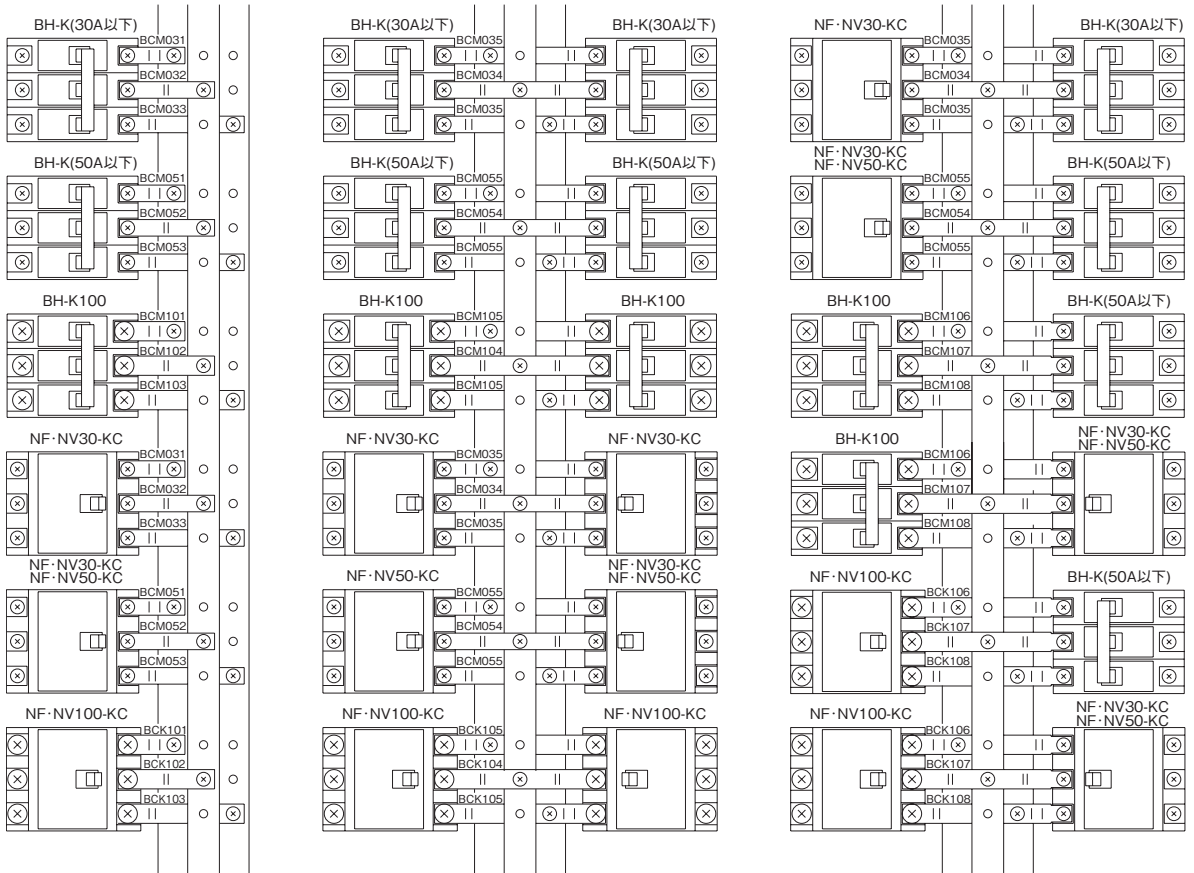 BH-K(30A以下)
BCM031
BCM032
BCM033
BH-K(50A以下)
BCM051
BCM052
BCM053
BH-K100
BCM101
BCM102
BCM103
NF·NV30-KC
BCM031
BCM032
BCM033
NF·NV30-KC
NF·NV50-KC
BCM051
BCM052
BCM053
NF·NV100-KC
BCK101
BCK102
BCK103
BH-K(30A以下)
BH-K(30A以下)
BCM035
BCM034
BCM035
BH-K(50A以下)
BH-K(50A以下)
BCM055
BCM054
BCM055
BH-K100
BH-K100
BCM105
BCM104
BCM105
NF·NV30-KC
NF·NV30-KC
BCM035
BCM034
BCM035
NF·NV50-KC
NF·NV30-KC
NF·NV50-KC
BCM055
BCM054
BCM055
NF·NV100-KC
NF·NV100-KC
BCK105
BCK104
BCK105
NF·NV30-KC
BH-K(30A以下)
BCM035
BCM034
BCM035
NF·NV30-KC
NF·NV50-KC
BH-K(50A以下)
BCM055
BCM054
BCM055
BH-K100
BH-K(50A以下)
BCM106
BCM107
BCM108
BH-K100
NF·NV30-KC
NF·NV50-KC
BCM106
BCM107
BCM108
NF·NV100-KC
BH-K(50A以下)
BCK106
BCK107
BCK108
NF·NV100-KC
NF·NV30-KC
NF·NV50-KC
BCK106
BCK107
BCK108